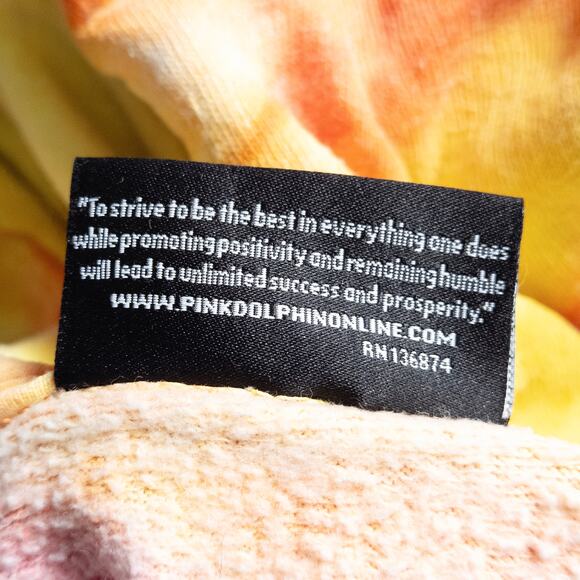 "To strive to be the best in everything one does
while promoting positivity and remaining humble
will lead to unlimited success and prosperity."
WWW.PINKDOLPHINONLINE.COM
RN 136874